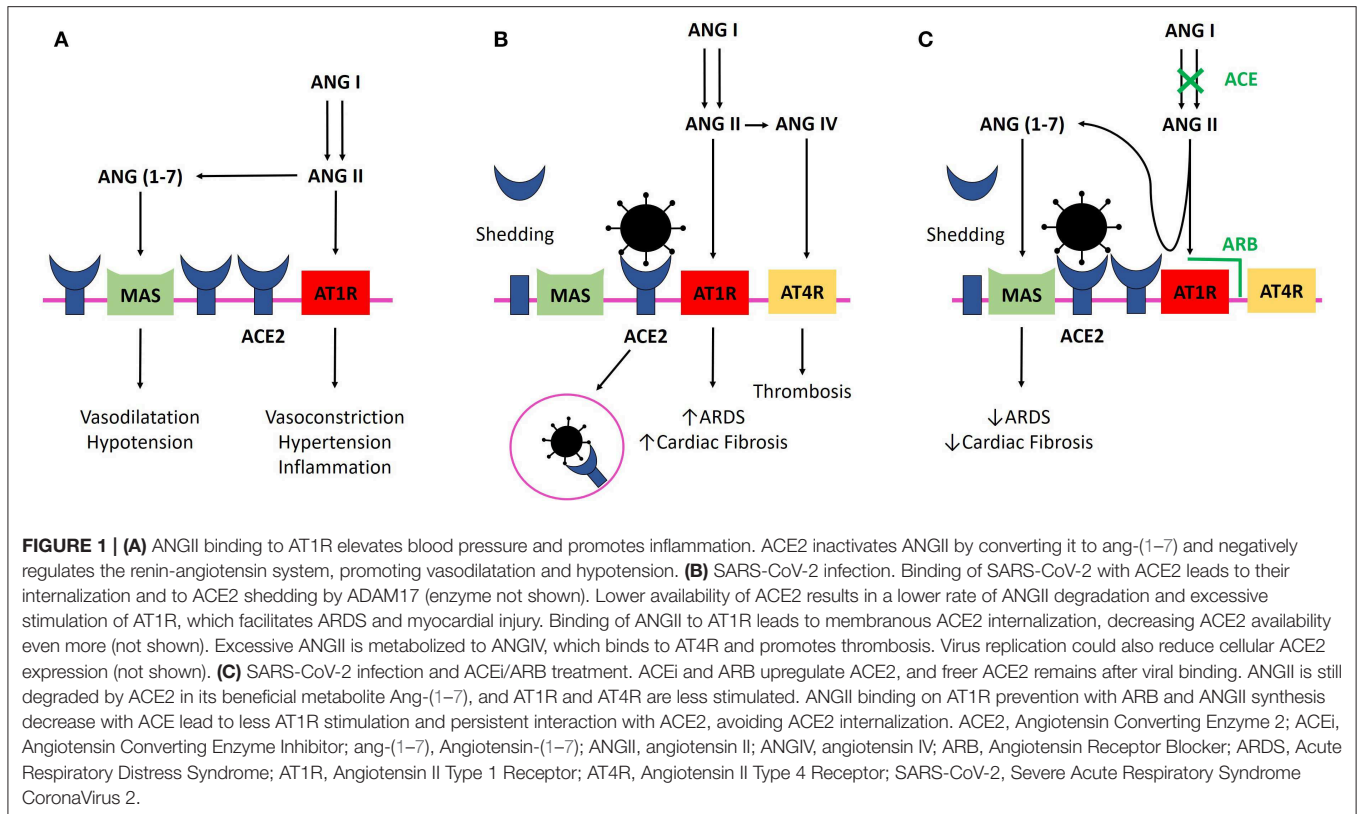 A
ANG I
ANG (1-7)
ANG II
MAS
AT1R
ACE2
Vasodilatation
Hypotension
Vasoconstriction
Hypertension
Inflammation
B
ANG I
ANG II
ANG IV
Shedding
MAS
AT1R
AT4R
ACE2
Thrombosis
↑ARDS
↑Cardiac Fibrosis
C
ANG I
ACE
ANG (1-7)
ANG II
Shedding
ARB
MAS
AT1R
AT4R
ACE2
↓ARDS
↓Cardiac Fibrosis
FIGURE 1 | (A) ANGII binding to AT1R elevates blood pressure and promotes inflammation. ACE2 inactivates ANGII by converting it to ang-(1–7) and negatively
regulates the renin-angiotensin system, promoting vasodilatation and hypotension. (B) SARS-CoV-2 infection. Binding of SARS-CoV-2 with ACE2 leads to their
internalization and to ACE2 shedding by ADAM17 (enzyme not shown). Lower availability of ACE2 results in a lower rate of ANGII degradation and excessive
stimulation of AT1R, which facilitates ARDS and myocardial injury. Binding of ANGII to AT1R leads to membranous ACE2 internalization, decreasing ACE2 availability
even more (not shown). Excessive ANGII is metabolized to ANGIV, which binds to AT4R and promotes thrombosis. Virus replication could also reduce cellular ACE2
expression (not shown). (C) SARS-CoV-2 infection and ACEi/ARB treatment. ACEi and ARB upregulate ACE2, and freer ACE2 remains after viral binding. ANGII is still
degraded by ACE2 in its beneficial metabolite Ang-(1–7), and AT1R and AT4R are less stimulated. ANGII binding on AT1R prevention with ARB and ANGII synthesis
decrease with ACE lead to less AT1R stimulation and persistent interaction with ACE2, avoiding ACE2 internalization. ACE2, Angiotensin Converting Enzyme 2; ACEi,
Angiotensin Converting Enzyme Inhibitor; ang-(1–7), Angiotensin-(1–7); ANGII, angiotensin II; ANGIV, angiotensin IV; ARB, Angiotensin Receptor Blocker; ARDS, Acute
Respiratory Distress Syndrome; AT1R, Angiotensin II Type 1 Receptor; AT4R, Angiotensin II Type 4 Receptor; SARS-CoV-2, Severe Acute Respiratory Syndrome
CoronaVirus 2.